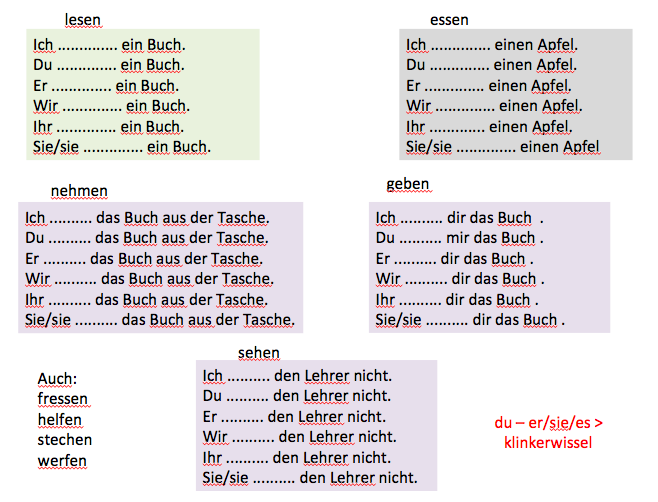 lesen
Ich .............. ein Buch.
Du .............. ein Buch.
Er .............. ein Buch.
Wir .............. ein Buch.
Ihr .............. ein Buch.
Sie/sie .............. ein Buch.
essen
Ich .............. einen Apfel.
Du .............. einen Apfel.
Er .............. einen Apfel.
Wir .............. einen Apfel.
Ihr .............. einen Apfel.
Sie/sie .............. einen Apfel
nehmen
Ich .......... das Buch aus der Tasche.
Du .......... das Buch aus der Tasche.
Er .......... das Buch aus der Tasche.
Wir .......... das Buch aus der Tasche.
Ihr .......... das Buch aus der Tasche.
Sie/sie .......... das Buch aus der Tasche.
geben
Ich .......... dir das Buch .
Du .......... mir das Buch .
Er .......... dir das Buch .
Wir .......... dir das Buch .
Ihr .......... dir das Buch .
Sie/sie .......... dir das Buch .
sehen
Ich .......... den Lehrer nicht.
Du .......... den Lehrer nicht.
Er .......... den Lehrer nicht.
Wir .......... den Lehrer nicht.
Ihr .......... den Lehrer nicht.
Sie/sie .......... den Lehrer nicht.
Auch:
fressen
helfen
stechen
werfen
du – er/sie/es >
klinkerwissel